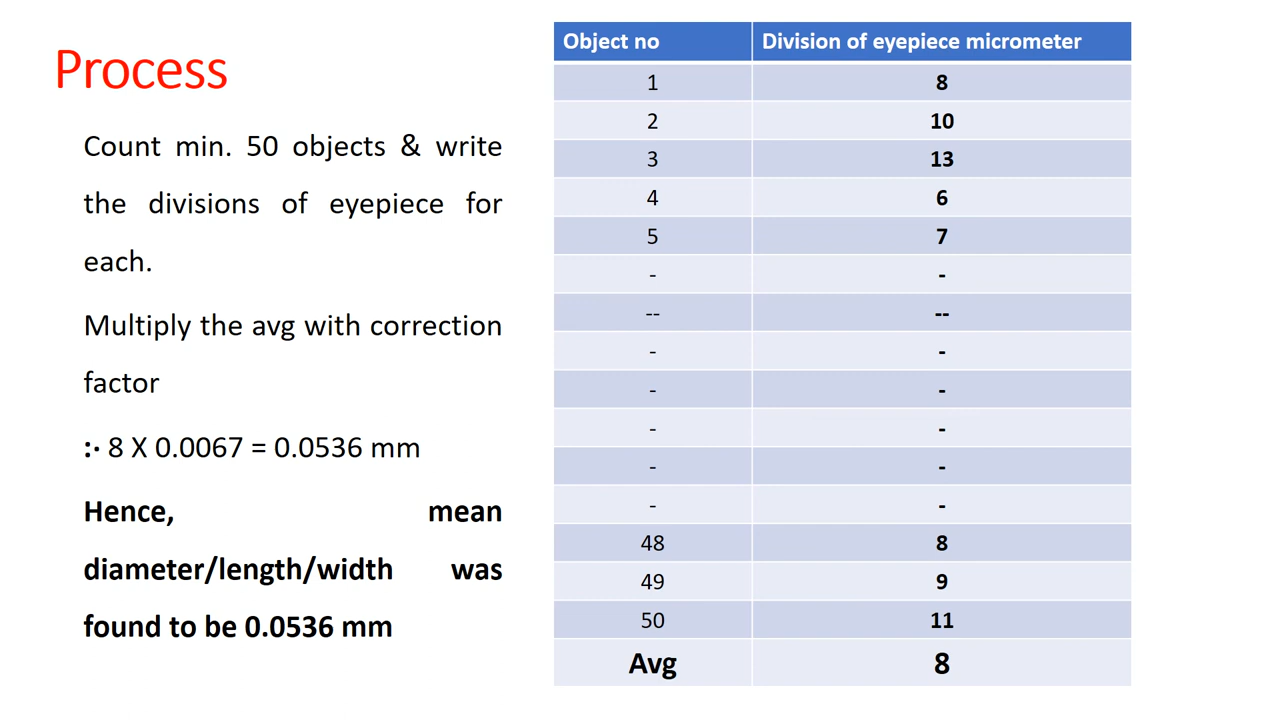 Process
Count min. 50 objects & write
the divisions of eyepiece for
each.
Multiply the avg with correction
factor
:· 8 X 0.0067 = 0.0536 mm
Hence, mean
diameter/length/width was
found to be 0.0536 mm
Object no Division of eyepiece micrometer
1 8
2 10
3 13
4 6
5 7
- -
-- --
- -
- -
- -
- -
- -
48 8
49 9
50 11
Avg 8